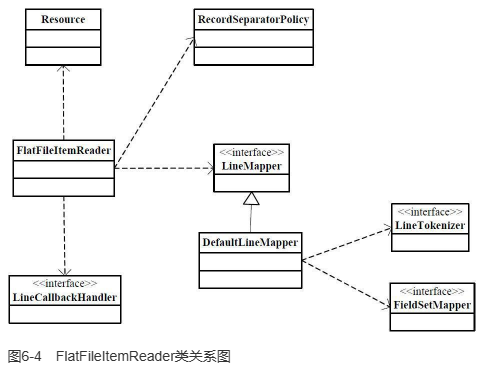 Resource
RecordSeparatorPolicy
FlatFileItemReader
<<interface>>
LineMapper
DefaultLineMapper
<<interface>>
LineTokenizer
<<interface>>
LineCallbackHandler
<<interface>>
FieldSetMapper
图6-4 FlatFileItemReader类关系图